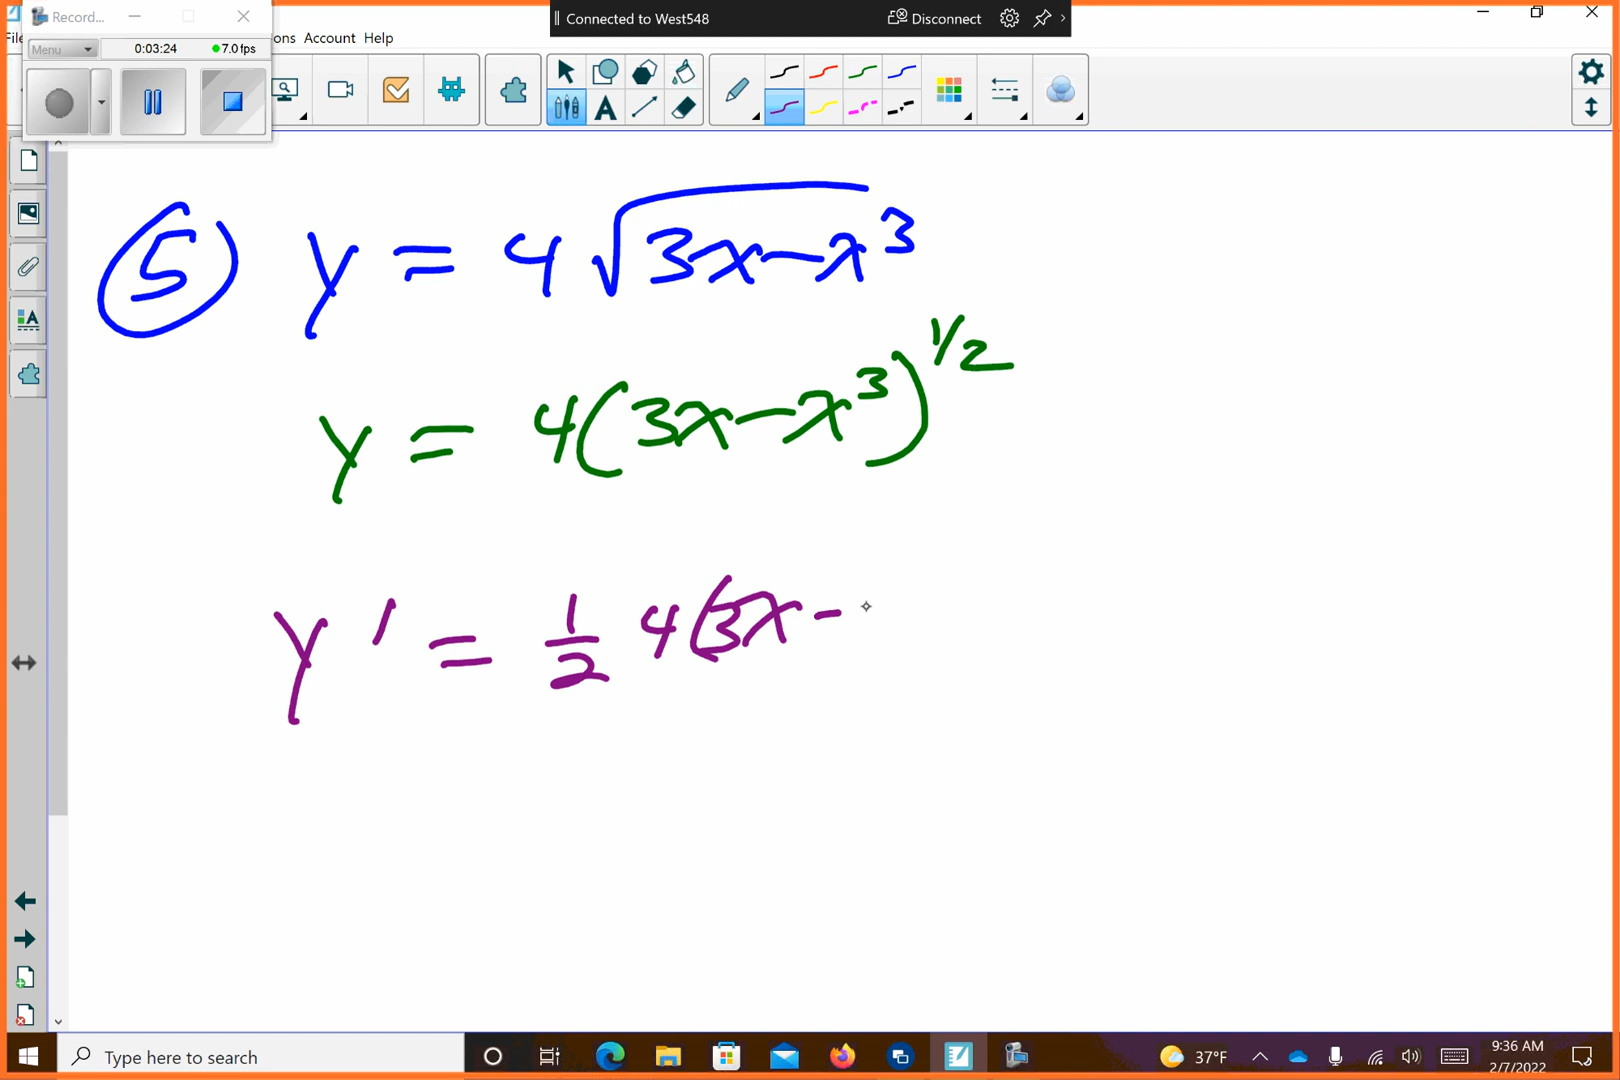 Record...
Connected to West548
Disconnect
File
ons Account Help
Menu
0:03:24
7.0 fps
5 y = 4√3x-x³
y = 4(3x-x³)^1/2
y' = 1/2 4(3x-
Type here to search
37°F
9:36 AM
2/7/2022